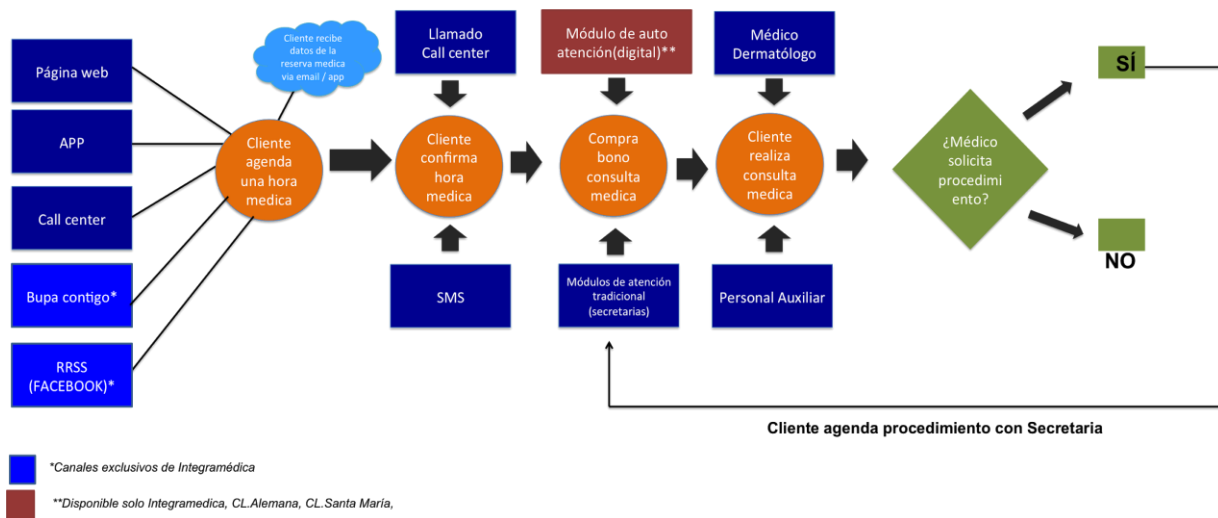 Página web
APP
Call center
Bupa contigo*
RRSS
(FACEBOOK)*
Cliente recibe
datos de la
reserva medica
via email / app
Cliente
agenda
una hora
medica
Llamado
Call center
Cliente
confirma
hora
medica
SMS
Módulo de auto
atención(digital)**
Compra
bono
consulta
medica
Módulos de atención
tradicional
(secretarias)
Médico
Dermatólogo
Cliente
realiza
consulta
medica
Personal Auxiliar
¿Médico
solicita
procedimi
ento?
SÍ
NO
Cliente agenda procedimiento con Secretaria
*Canales exclusivos de Integramédica
**Disponible solo Integramedica, CL.Alemana, CL.Santa María,